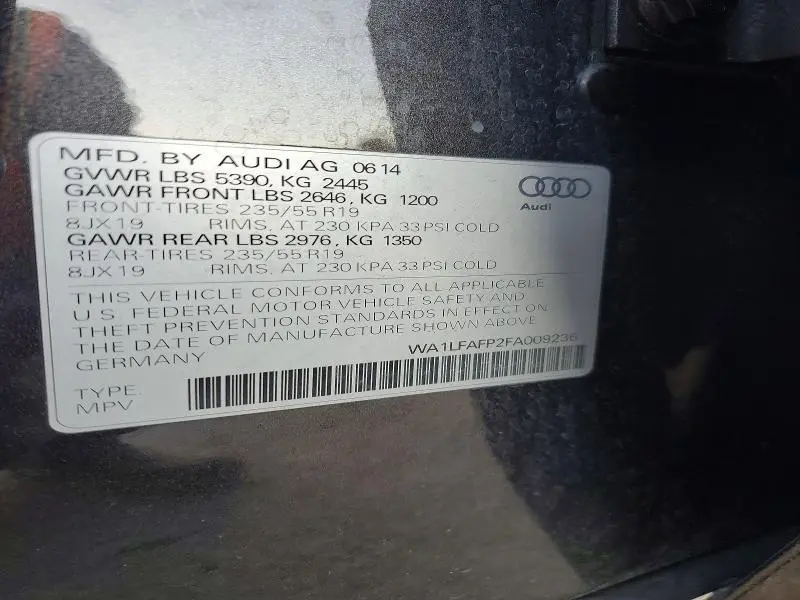 MFD. BY AUDI AG 0614
GVWR LBS 5390, KG 2445
GAWR FRONT LBS 2646, KG 1200
FRONT-TIRES 235/55 R19
8JX19 RIMS, AT 230 KPA 33 PSI COLD
GAWR REAR LBS 2976, KG 1350
REAR-TIRES 235/55 R19
8JX19 RIMS, AT 230 KPA 33 PSI COLD
Audi
THIS VEHICLE CONFORMS TO ALL APPLICABLE
U.S. FEDERAL MOTOR VEHICLE SAFETY AND
THEFT PREVENTION STANDARDS IN EFFECT ON
THE DATE OF MANUFACTURE SHOWN ABOVE
GERMANY WA1LFAFP2FA009236
TYPE:
MPV